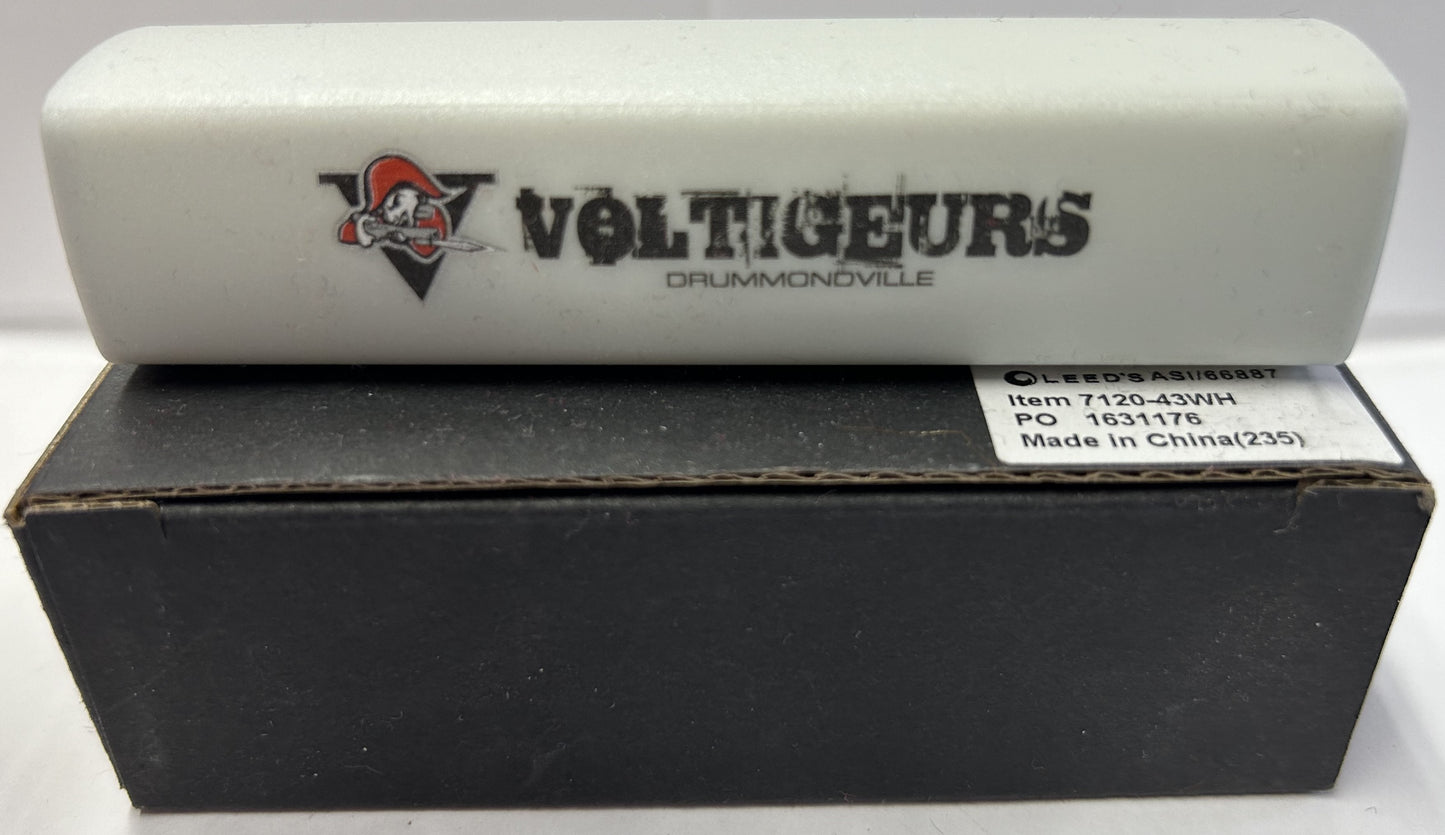 VOLTIGEURS
DRUMMONDVILLE
LEED'S ASI/66887
Item 7120-43WH
PO 1631176
Made in China(235)